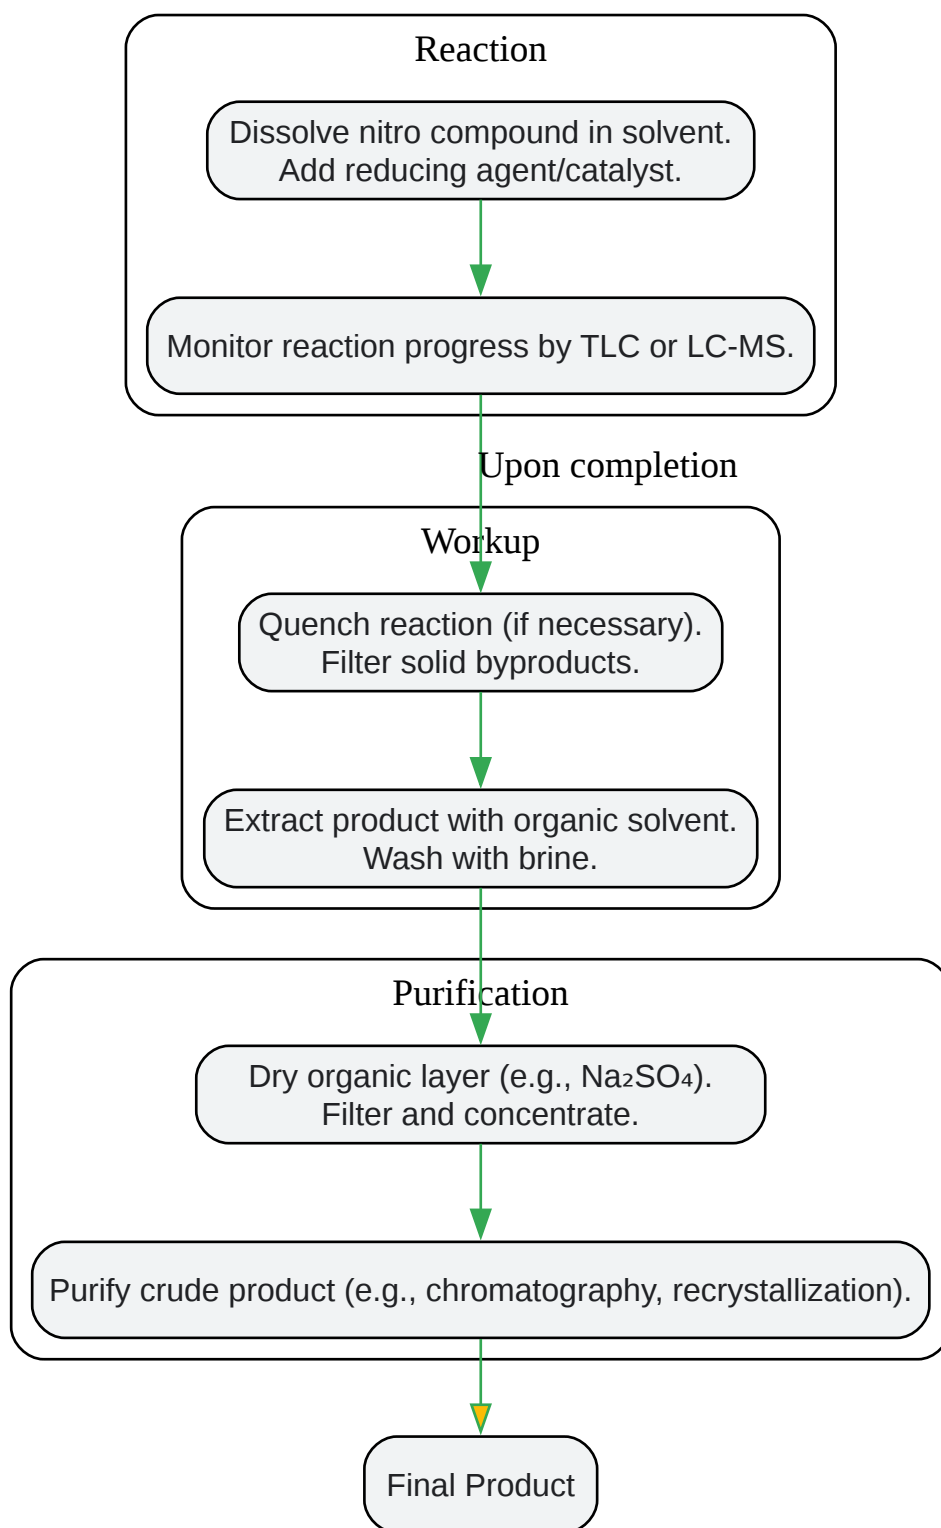 Reaction
Dissolve nitro compound in solvent.
Add reducing agent/catalyst.
Monitor reaction progress by TLC or LC-MS.
Upon completion
Workup
Quench reaction (if necessary).
Filter solid byproducts.
Extract product with organic solvent.
Wash with brine.
Purification
Dry organic layer (e.g., Na₂SO₄).
Filter and concentrate.
Purify crude product (e.g., chromatography, recrystallization).
Final Product